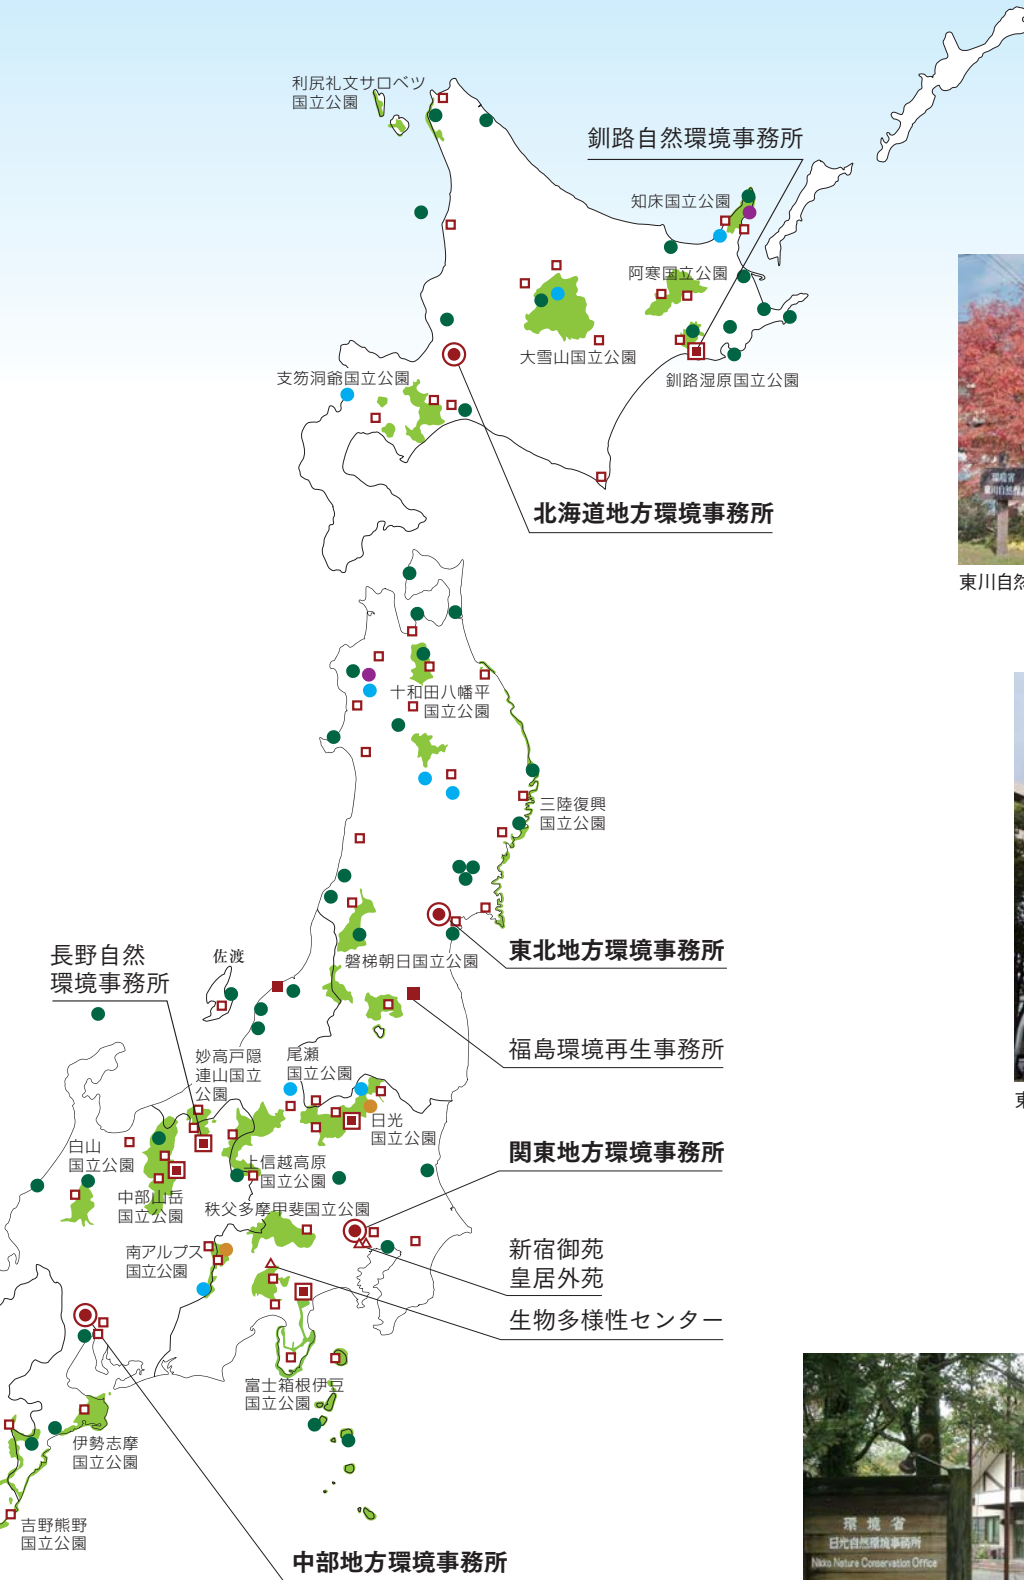 利尻礼文サロベツ
国立公園
釧路自然環境事務所
知床国立公園
阿寒国立公園
大雪山国立公園
釧路湿原国立公園
支笏洞爺国立公園
北海道地方環境事務所
東川自然
十和田八幡平
国立公園
三陸復興
国立公園
東北地方環境事務所
磐梯朝日国立公園
長野自然
環境事務所
佐渡
福島環境再生事務所
妙高戸隠
連山国立
公園
尾瀬
国立公園
日光
国立公園
白山
国立公園
関東地方環境事務所
上信越高原
国立公園
中部山岳
国立公園
秩父多摩甲斐国立公園
南アルプス
国立公園
新宿御苑
皇居外苑
生物多様性センター
富士箱根伊豆
国立公園
伊勢志摩
国立公園
吉野熊野
国立公園
中部地方環境事務所
環境省
日光自然環境事務所
Nikko Nature Conservation Office